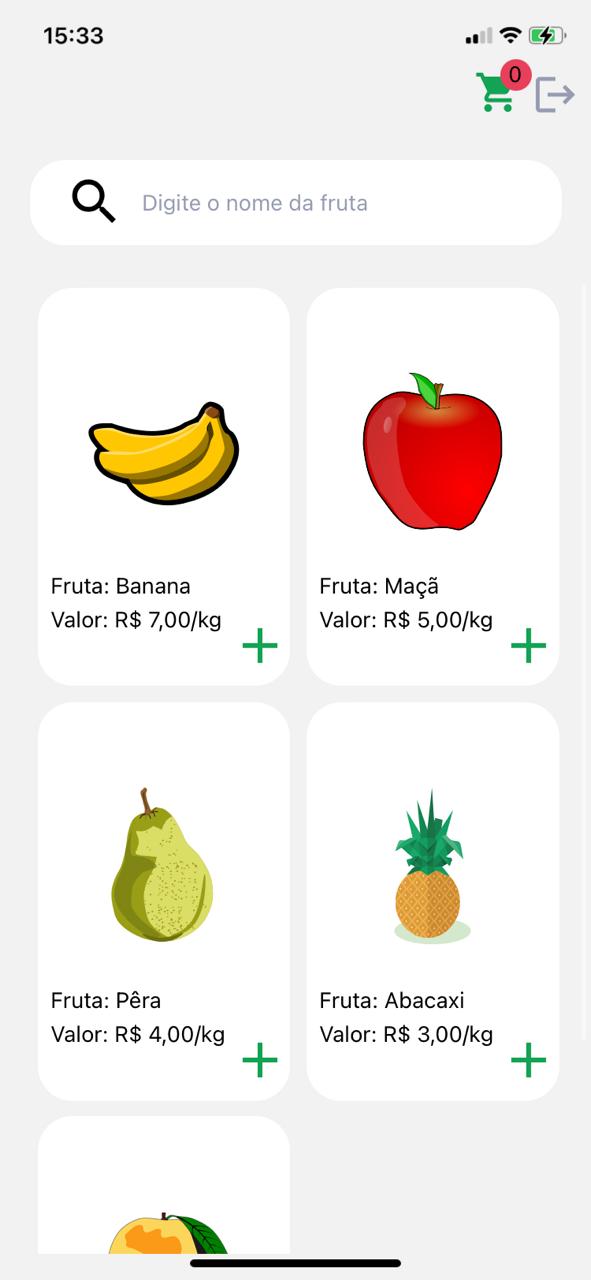 15:33
0
Digite o nome da fruta
Fruta: Banana
Valor: R$ 7,00/kg
Fruta: Maçã
Valor: R$ 5,00/kg
Fruta: Pêra
Valor: R$ 4,00/kg
Fruta: Abacaxi
Valor: R$ 3,00/kg